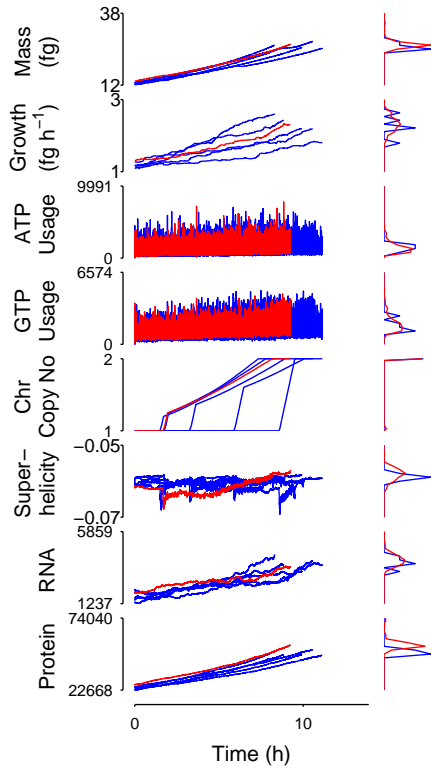 38
Mass
(fg)
12
3
Growth
(fg h⁻¹)
1
9991
ATP
Usage
0
6574
GTP
Usage
0
2
Chr
Copy No
1
−0.05
Super−
helicity
−0.07
5859
RNA
1237
74040
Protein
22668
0 10
Time (h)